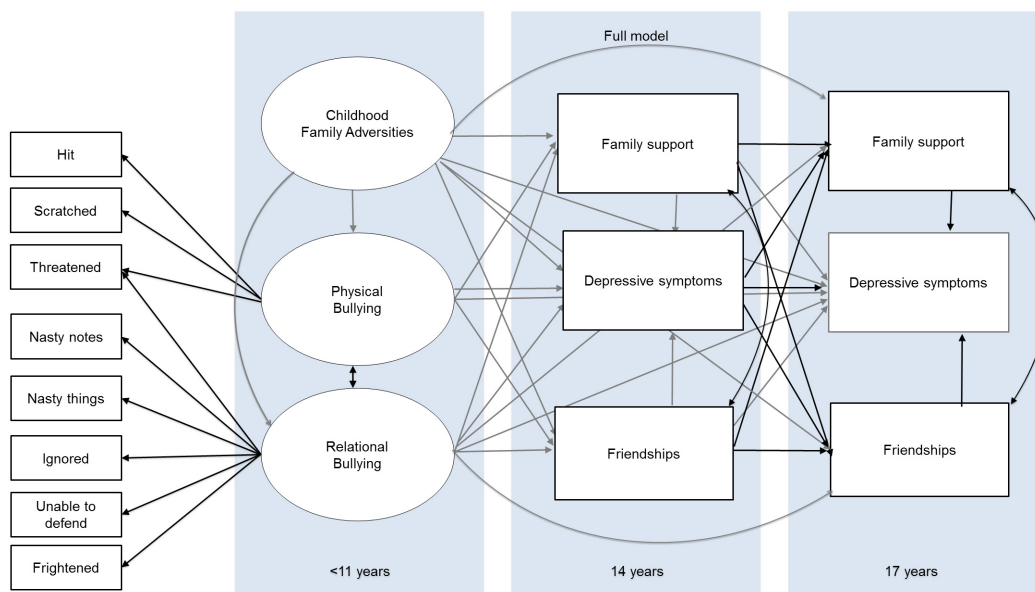 Full model
Childhood
Family Adversities
Family support
Family support
Hit
Scratched
Threatened
Physical
Bullying
Depressive symptoms
Depressive symptoms
Nasty notes
Nasty things
Ignored
Unable to
defend
Frightened
Relational
Bullying
Friendships
Friendships
<11 years
14 years
17 years